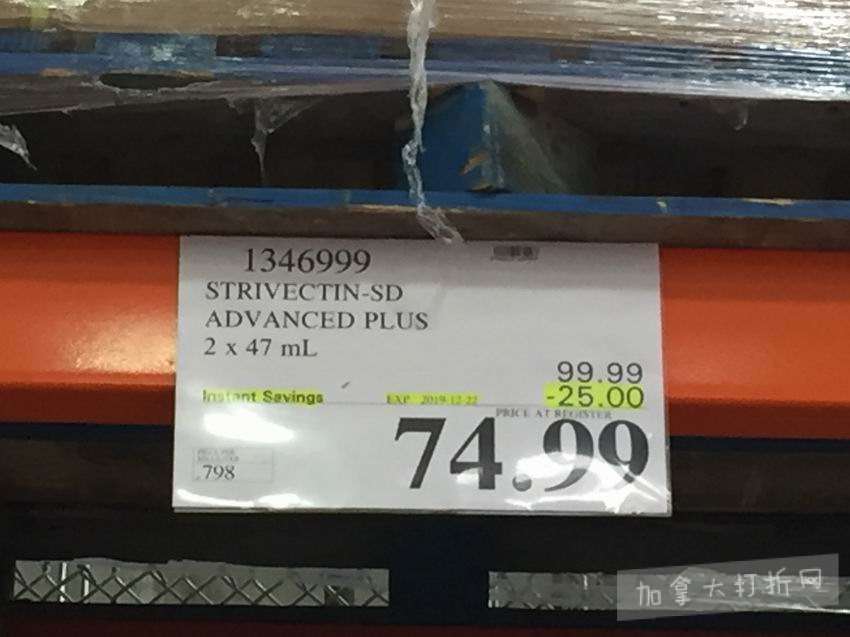 1346999
STRIVECTIN-SD
ADVANCED PLUS
2 x 47 mL
99.99
Instant Savings EXP 2019-12-22 -25.00
PRICE AT REGISTER
74.99
.798
加拿大打折网